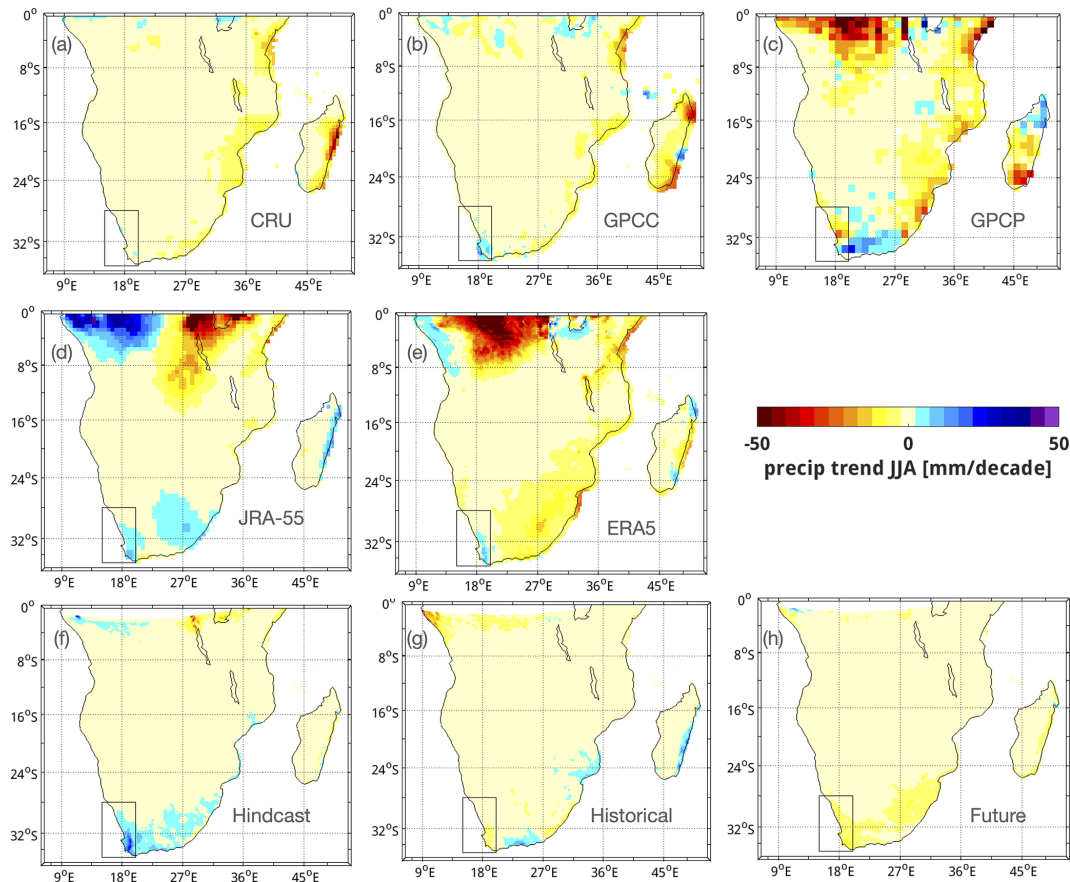 0° 0° 0°
(a) (b) (c)
8°S 8°S 8°S
16°S 16°S 16°S
24°S 24°S 24°S
CRU GPCC GPCP
32°S 32°S 32°S
9°E 18°E 27°E 36°E 45°E 9°E 18°E 27°E 36°E 45°E 9°E 18°E 27°E 36°E 45°E
0° 0°
(d) (e)
8°S 8°S
16°S 16°S
24°S 24°S
JRA-55 ERA5
32°S 32°S
9°E 18°E 27°E 36°E 45°E 9°E 18°E 27°E 36°E 45°E
-50 0 50
precip trend JJA [mm/decade]
0° 0° 0°
(f) (g) (h)
8°S 8°S 8°S
16°S 16°S 16°S
24°S 24°S 24°S
Hindcast Historical Future
32°S 32°S 32°S
9°E 18°E 27°E 36°E 45°E 9°E 18°E 27°E 36°E 45°E 9°E 18°E 27°E 36°E 45°E